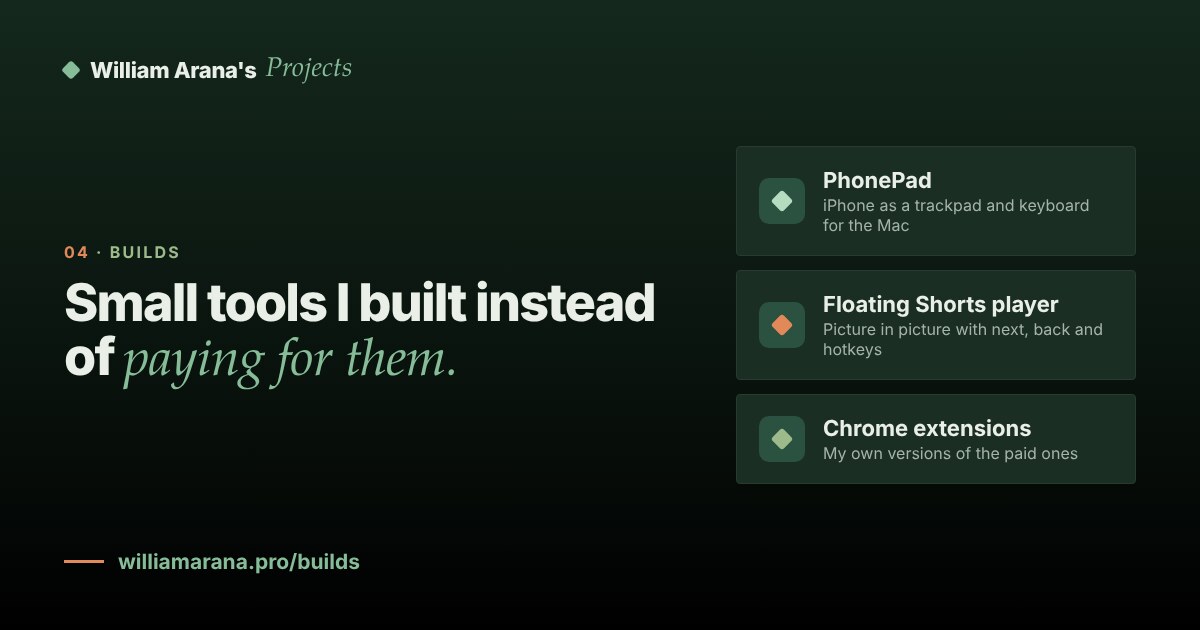 William Arana's Projects
04 · BUILDS
Small tools I built instead
of paying for them.
PhonePad
iPhone as a trackpad and keyboard
for the Mac
Floating Shorts player
Picture in picture with next, back and
hotkeys
Chrome extensions
My own versions of the paid ones
williamarana.pro/builds